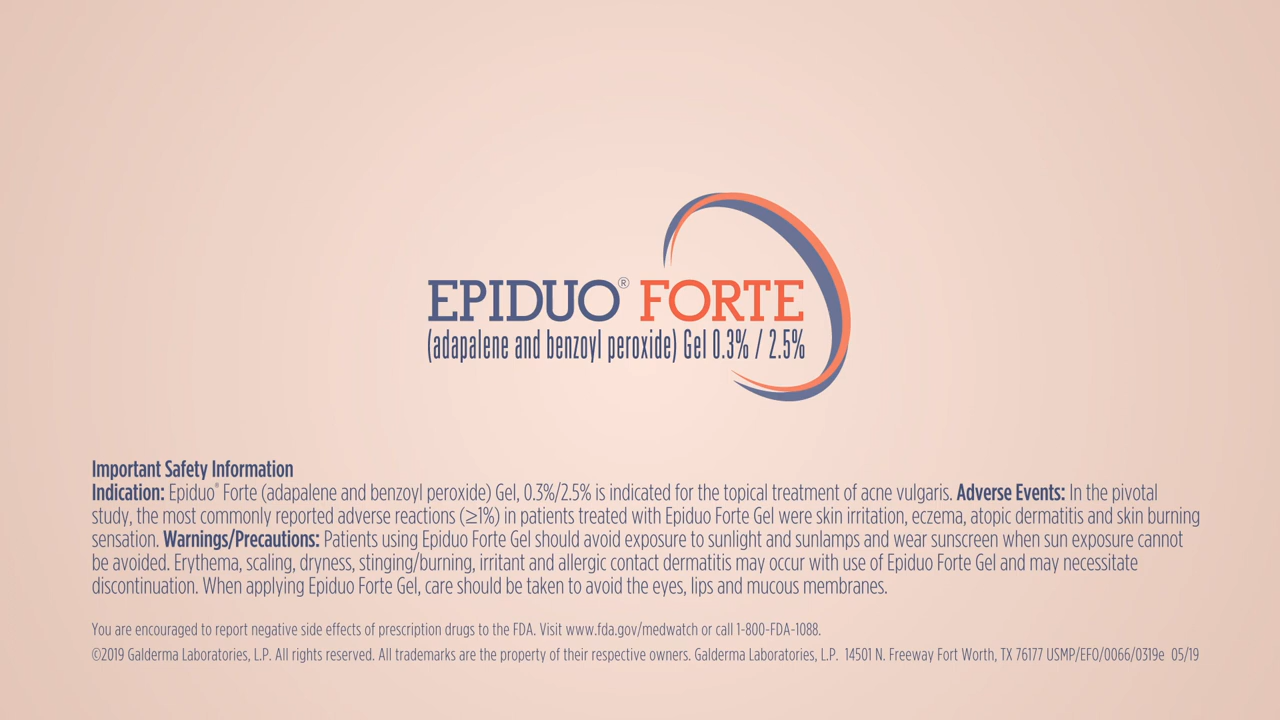 EPIDUO® FORTE
(adapalene and benzoyl peroxide) Gel 0.3% / 2.5%
Important Safety Information
Indication: Epiduo® Forte (adapalene and benzoyl peroxide) Gel, 0.3%/2.5% is indicated for the topical treatment of acne vulgaris. Adverse Events: In the pivotal
study, the most commonly reported adverse reactions (≥1%) in patients treated with Epiduo Forte Gel were skin irritation, eczema, atopic dermatitis and skin burning
sensation. Warnings/Precautions: Patients using Epiduo Forte Gel should avoid exposure to sunlight and sunlamps and wear sunscreen when sun exposure cannot
be avoided. Erythema, scaling, dryness, stinging/burning, irritant and allergic contact dermatitis may occur with use of Epiduo Forte Gel and may necessitate
discontinuation. When applying Epiduo Forte Gel, care should be taken to avoid the eyes, lips and mucous membranes.
You are encouraged to report negative side effects of prescription drugs to the FDA. Visit www.fda.gov/medwatch or call 1-800-FDA-1088.
©2019 Galderma Laboratories, L.P. All rights reserved. All trademarks are the property of their respective owners. Galderma Laboratories, L.P. 14501 N. Freeway Fort Worth, TX 76177 USMP/EFO/0066/0319e 05/19